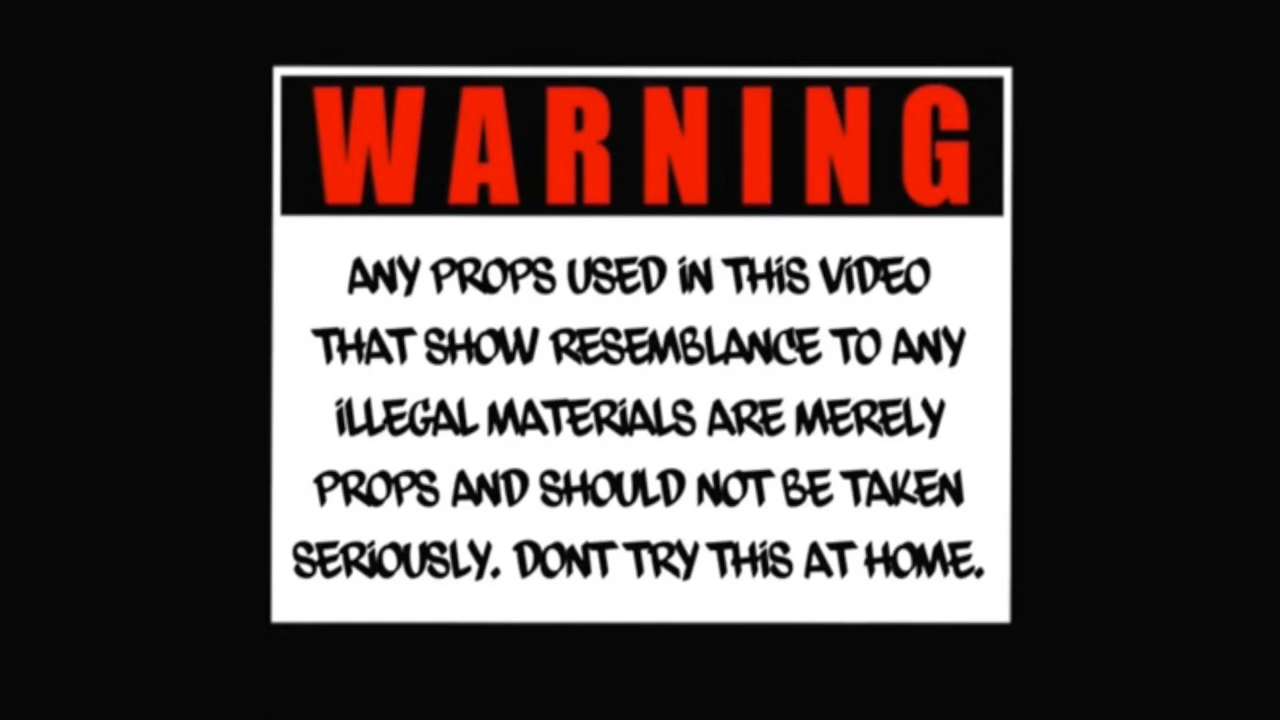 WARNING
ANY PROPS USED iN THiS ViDEO
THAT SHOW RESEMBLANCE TO ANY
iLLEGAL MATERiALS ARE MERELY
PROPS AND SHOULD NOT BE TAKEN
SERiOUSLY. DONT TRY THiS AT HOME.